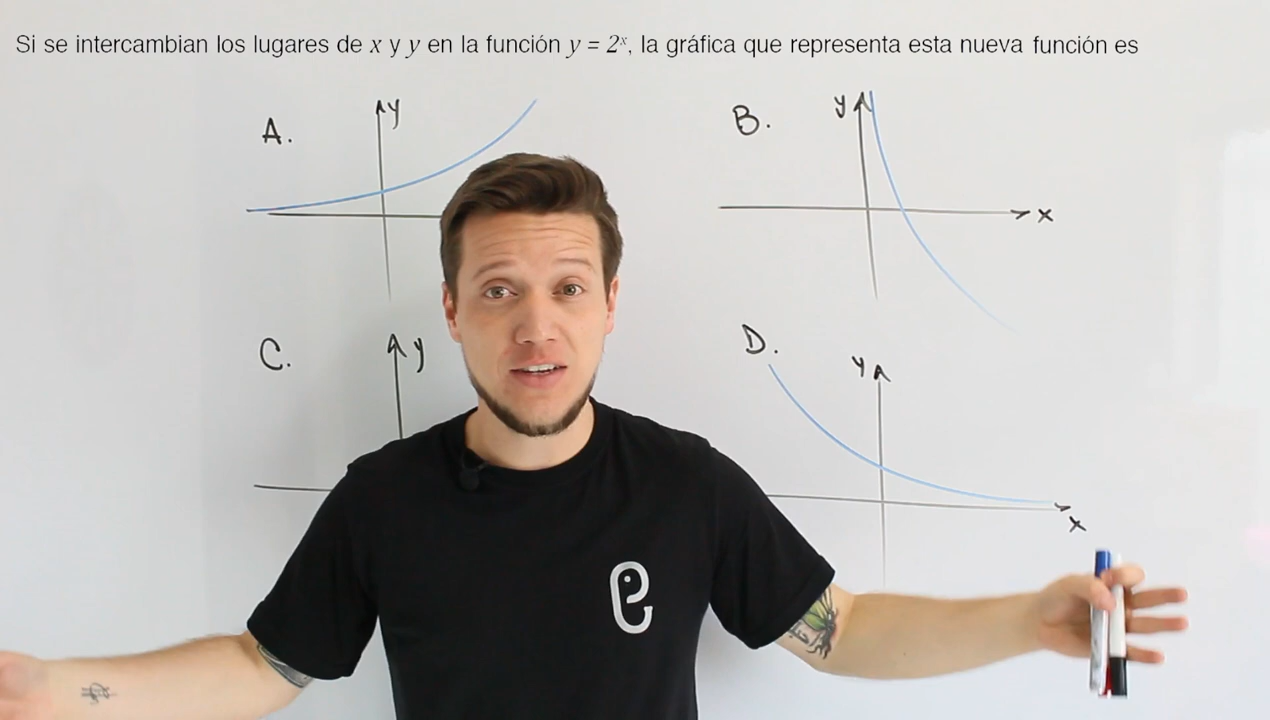 Si se intercambian los lugares de x y y en la función y = 2ˣ, la gráfica que representa esta nueva función es
A.
y
B.
y
x
C.
y
D.
y
x